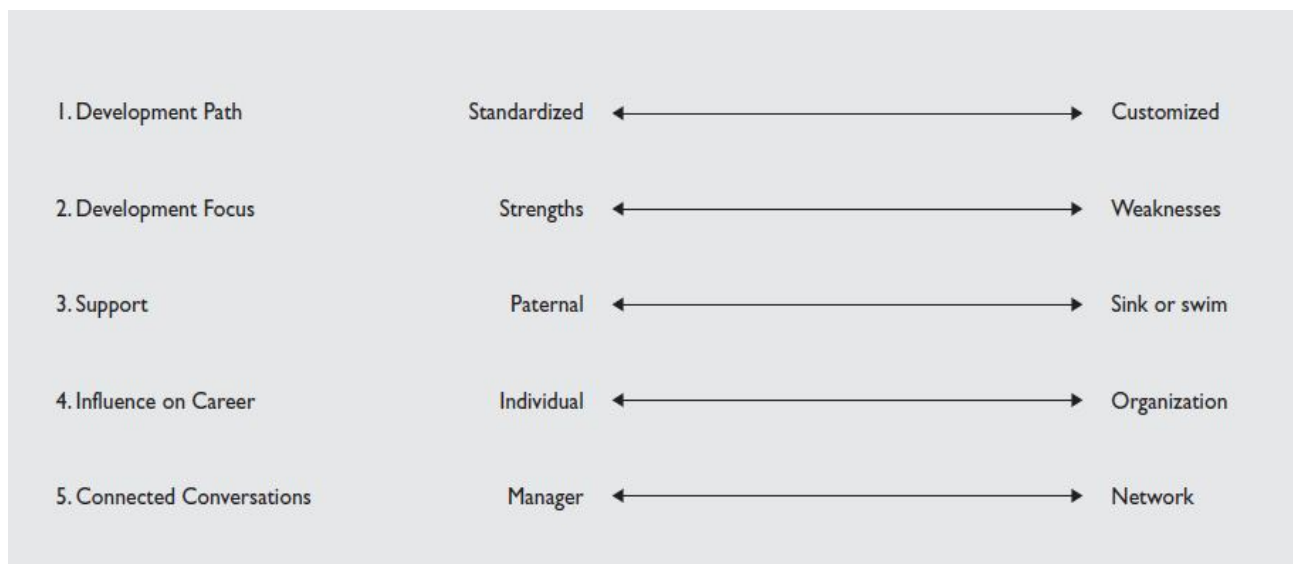 1. Development Path Standardized Customized
2. Development Focus Strengths Weaknesses
3. Support Paternal Sink or swim
4. Influence on Career Individual Organization
5. Connected Conversations Manager Network